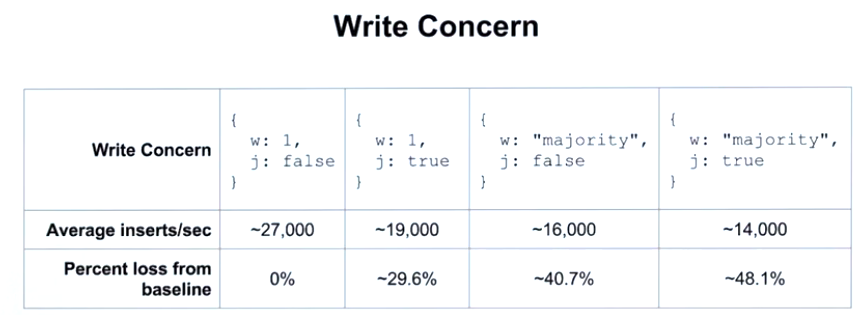 Write Concern
Write Concern
{
w: 1,
j: false
}
{
w: 1,
j: true
}
{
w: "majority",
j: false
}
{
w: "majority",
j: true
}
Average inserts/sec ~27,000 ~19,000 ~16,000 ~14,000
Percent loss from
baseline 0% ~29.6% ~40.7% ~48.1%